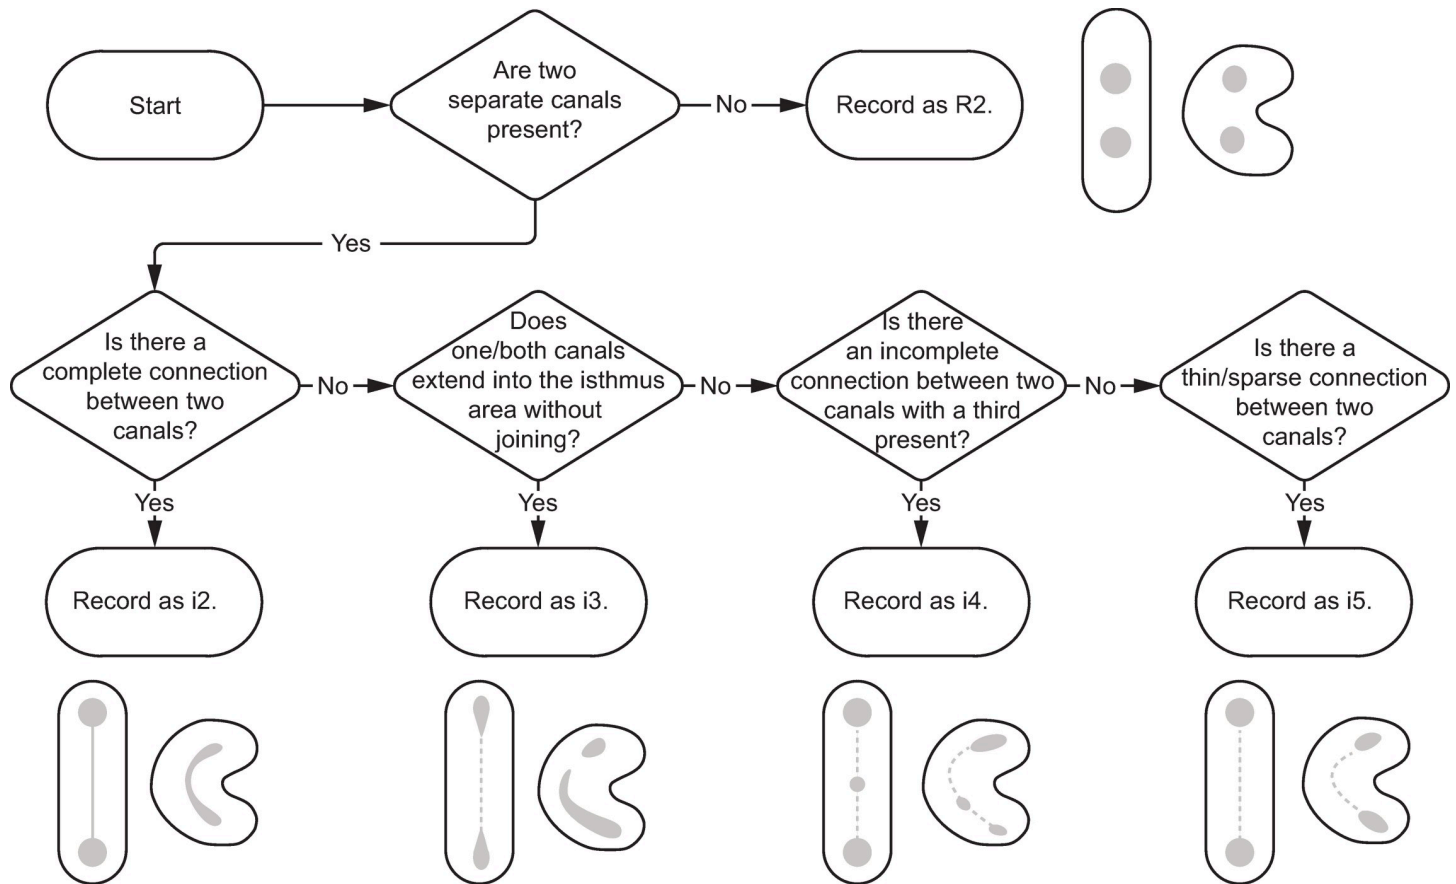 Start
Are two
separate canals
present?
No
Record as R2.
Yes
Is there a
complete connection
between two
canals?
No
Does
one/both canals
extend into the isthmus
area without
joining?
No
Is there
an incomplete
connection between two
canals with a third
present?
No
Is there a
thin/sparse connection
between two
canals?
Yes
Yes
Yes
Yes
Record as i2.
Record as i3.
Record as i4.
Record as i5.